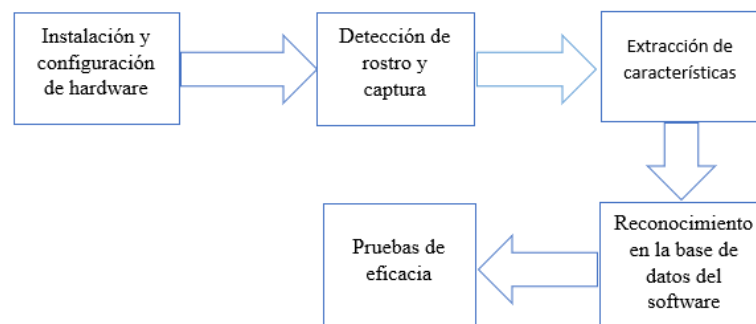 Instalación y
configuración
de hardware
Detección de
rostro y
captura
Extracción de
características
Reconocimiento
en la base de
datos del
software
Pruebas de
eficacia